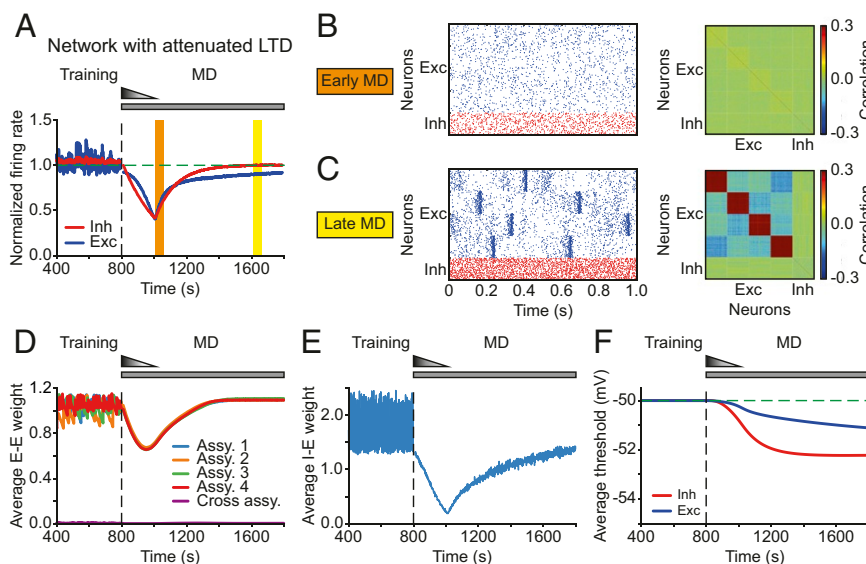 A
Network with attenuated LTD
Training
MD
Normalized firing rate
1.5
1.0
0.5
0.0
Inh
Exc
400
800
1200
1600
Time (s)
B
Early MD
Neurons
Exc
Inh
Exc
Inh
Exc
Inh
0.3
0.0
-0.3
Correlation
C
Late MD
Neurons
Exc
Inh
0
0.2
0.4
0.6
0.8
1.0
Time (s)
Exc
Inh
Exc
Inh
Neurons
0.3
0.0
-0.3
Correlation
D
Training
MD
Average E-E weight
1.2
0.6
0.0
Assy. 1
Assy. 2
Assy. 3
Assy. 4
Cross assy.
400
800
1200
1600
Time (s)
E
Training
MD
Average I-E weight
2.0
1.0
0.0
400
800
1200
1600
Time (s)
F
Training
MD
Average threshold (mV)
-50
-52
-54
Inh
Exc
400
800
1200
1600
Time (s)